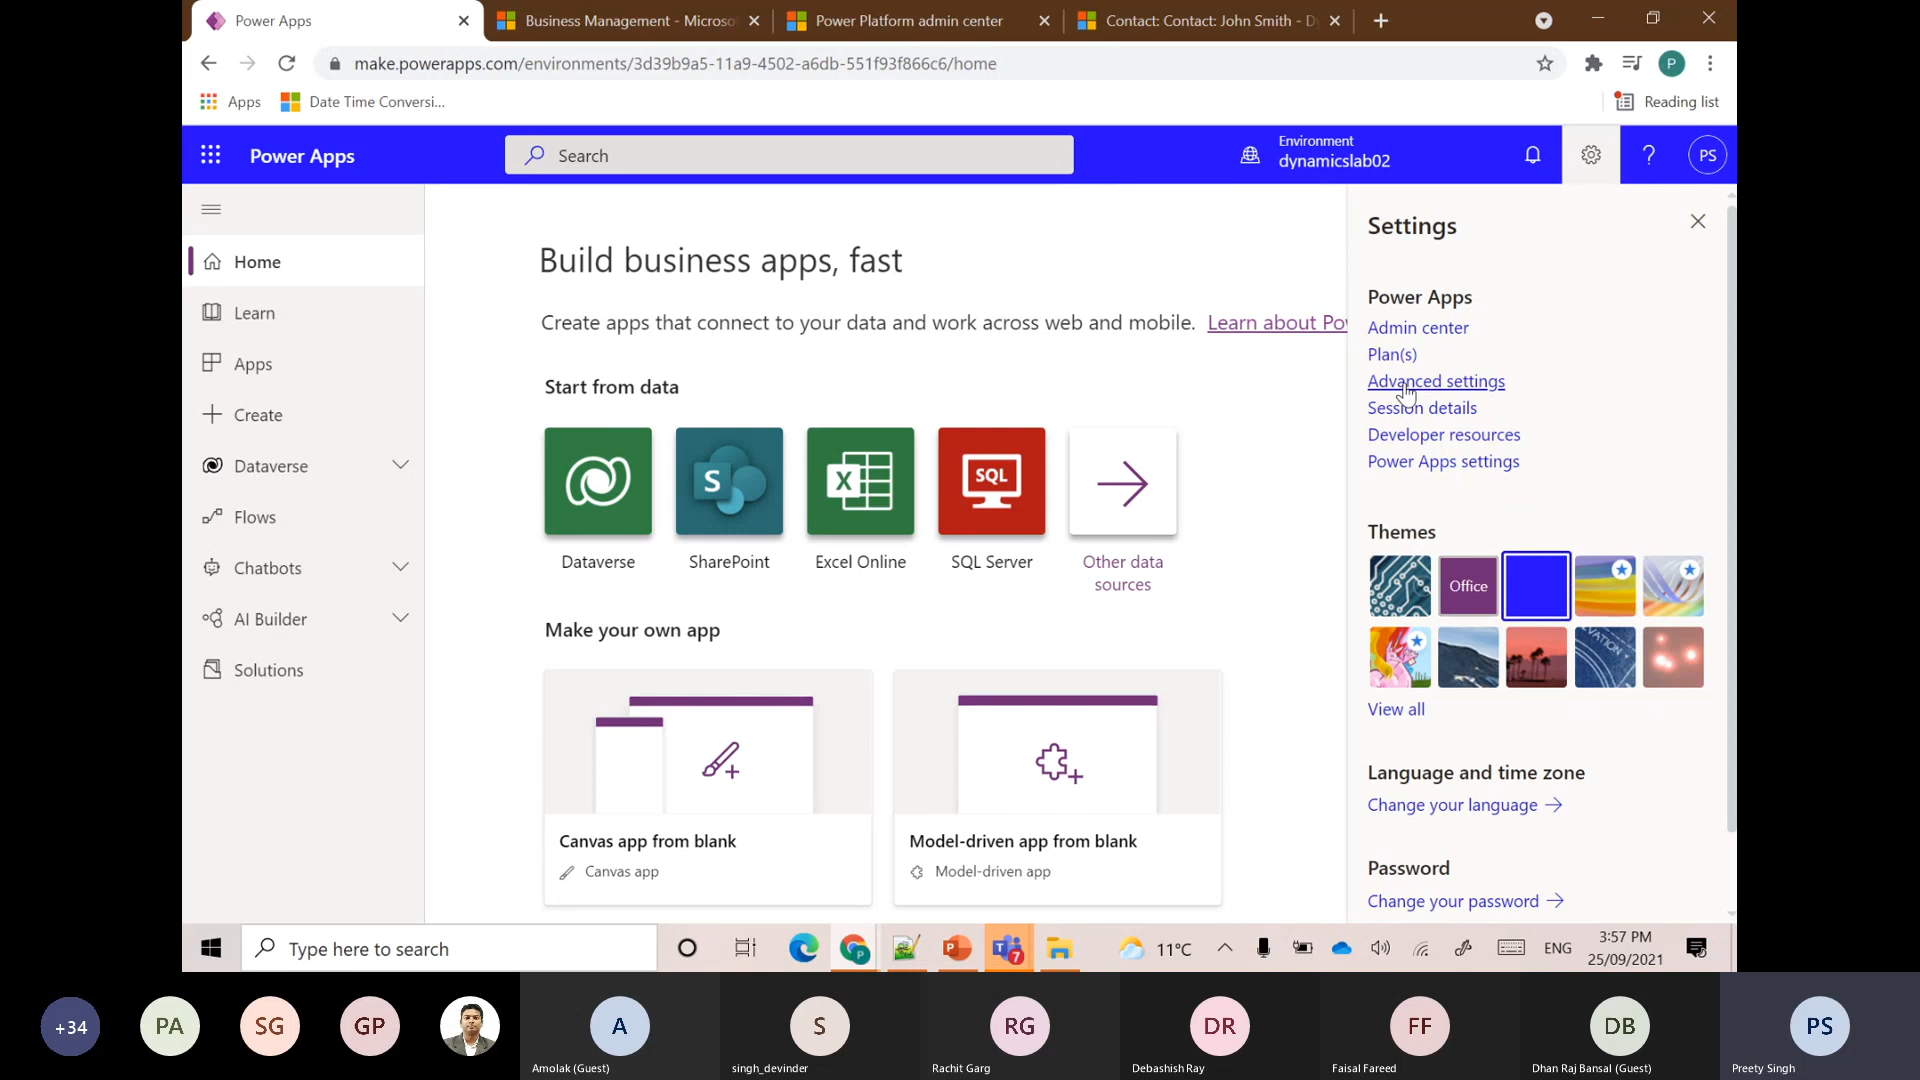 Power Apps
Business Management - Microso
Power Platform admin center
Contact: Contact: John Smith - D
make.powerapps.com/environments/3d39b9a5-11a9-4502-a6db-551f93f866c6/home
P
Apps
Date Time Conversi...
Reading list
Power Apps
Search
Environment
dynamicslab02
?
PS
Home
Learn
Apps
Create
Dataverse
Flows
Chatbots
AI Builder
Solutions
Build business apps, fast
Create apps that connect to your data and work across web and mobile. Learn about Pow
Start from data
S
X
SQL
Dataverse
SharePoint
Excel Online
SQL Server
Other data
sources
Make your own app
Canvas app from blank
Canvas app
Model-driven app from blank
Model-driven app
Settings
Power Apps
Admin center
Plan(s)
Advanced settings
Session details
Developer resources
Power Apps settings
Themes
Office
View all
Language and time zone
Change your language
Password
Change your password
Type here to search
P
7
11°C
ENG
3:57 PM
25/09/2021
+34
PA
SG
GP
A
Amolak (Guest)
S
singh_devinder
RG
Rachit Garg
DR
Debashish Ray
FF
Faisal Fareed
DB
Dhan Raj Bansal (Guest)
PS
Preety Singh